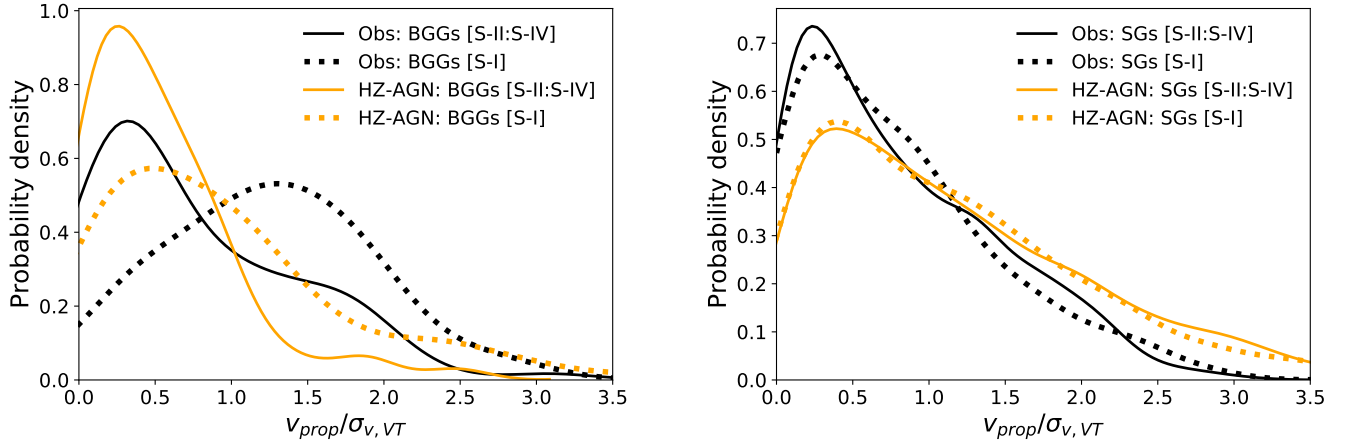 Obs: BGGs [S-II:S-IV]
Obs: BGGs [S-I]
HZ-AGN: BGGs [S-II:S-IV]
HZ-AGN: BGGs [S-I]
Probability density
1.0
0.8
0.6
0.4
0.2
0.0
0.0 0.5 1.0 1.5 2.0 2.5 3.0 3.5
v_prop/σ_v, VT
Obs: SGs [S-II:S-IV]
Obs: SGs [S-I]
HZ-AGN: SGs [S-II:S-IV]
HZ-AGN: SGs [S-I]
Probability density
0.7
0.6
0.5
0.4
0.3
0.2
0.1
0.0
0.0 0.5 1.0 1.5 2.0 2.5 3.0 3.5
v_prop/σ_v, VT